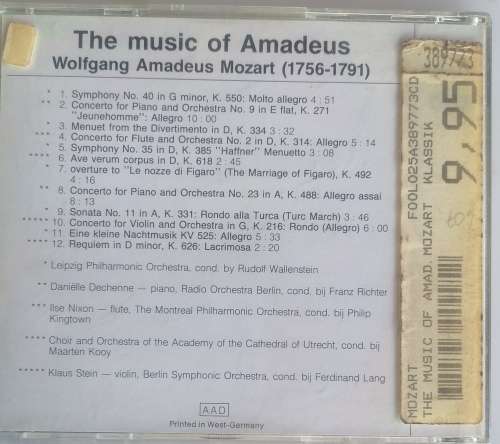 The music of Amadeus
Wolfgang Amadeus Mozart (1756-1791)
* 1. Symphony No. 40 in G minor, K. 550: Molto allegro 4 : 51
** 2. Concerto for Piano and Orchestra No. 9 in E flat, K. 271
"Jeunehomme": Allegro 10 : 00
* 3. Menuet from the Divertimento in D, K. 334 3 : 32
*** 4. Concerto for Flute and Orchestra No. 2 in D, K. 314: Allegro 5 : 14
* 5. Symphony No. 35 in D, K. 385 "Haffner" Menuetto 3 : 08
**** 6. Ave verum corpus in D, K. 618 2 : 45
* 7. overture to "Le nozze di Figaro" (The Marriage of Figaro), K. 492
4 : 16
** 8. Concerto for Piano and Orchestra No. 23 in A, K. 488: Allegro assai
8 : 13
* 9. Sonata No. 11 in A, K. 331: Rondo alla Turca (Turc March) 3 : 46
***** 10. Concerto for Violin and Orchestra in G, K. 216: Rondo (Allegro) 6 : 00
* 11. Eine kleine Nachtmusik KV 525: Allegro 5 : 33
**** 12. Requiem in D minor, K. 626: Lacrimosa 2 : 20
* Leipzig Philharmonic Orchestra, cond. by Rudolf Wallenstein
** Daniëlle Dechenne — piano, Radio Orchestra Berlin, cond. bij Franz Richter
*** Ilse Nixon — flute, The Montreal Philharmonic Orchestra, cond. bij Philip
Kingtown
**** Choir and Orchestra of the Academy of the Cathedral of Utrecht, cond. bij
Maarten Kooy
***** Klaus Stein — violin, Berlin Symphonic Orchestra, cond. bij Ferdinand Lang
AAD
Printed in West-Germany
389773
9,95
FOOL025A389773CD
KLASSIK
MOZART
THE MUSIC OF AMAD. MOZART